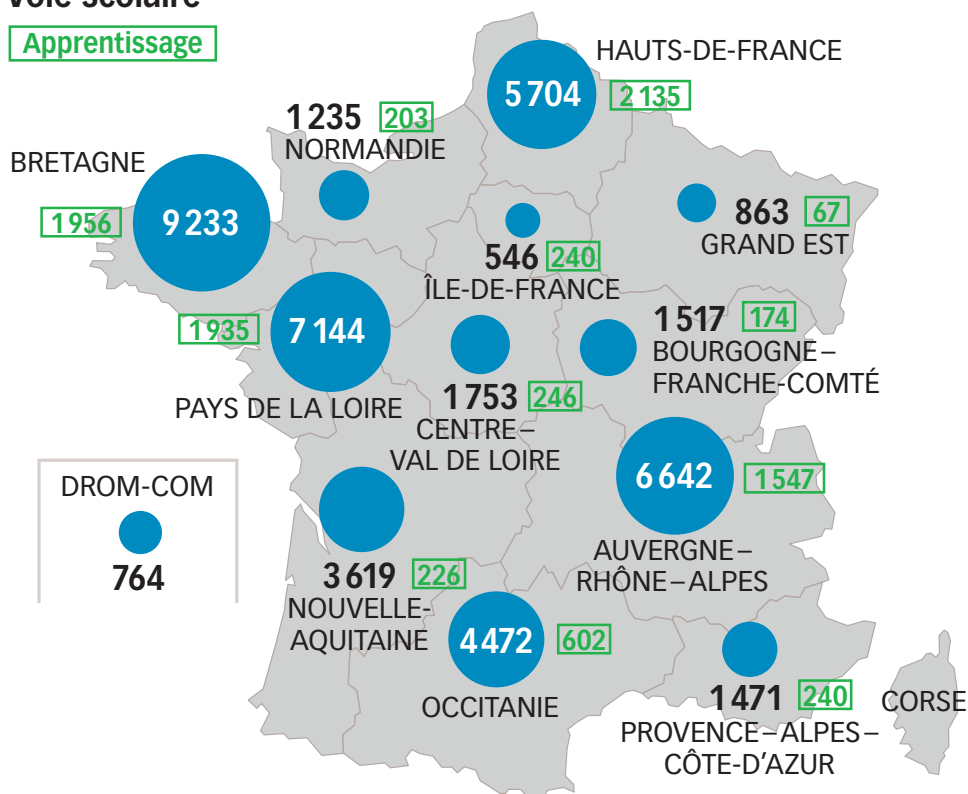 voie scolaire
Apprentissage
HAUTS-DE-FRANCE
5 704 2 135
1 235 203
NORMANDIE
BRETAGNE
1 956 9 233
863 67
GRAND EST
546 240
ÎLE-DE-FRANCE
1 935 7 144
PAYS DE LA LOIRE
1 517 174
BOURGOGNE–
FRANCHE-COMTÉ
1 753 246
CENTRE–
VAL DE LOIRE
DROM-COM
764
6 642 1 547
AUVERGNE–
RHÔNE–ALPES
3 619 226
NOUVELLE-
AQUITAINE
4 472 602
OCCITANIE
1 471 240
PROVENCE–ALPES–
CÔTE-D'AZUR
CORSE